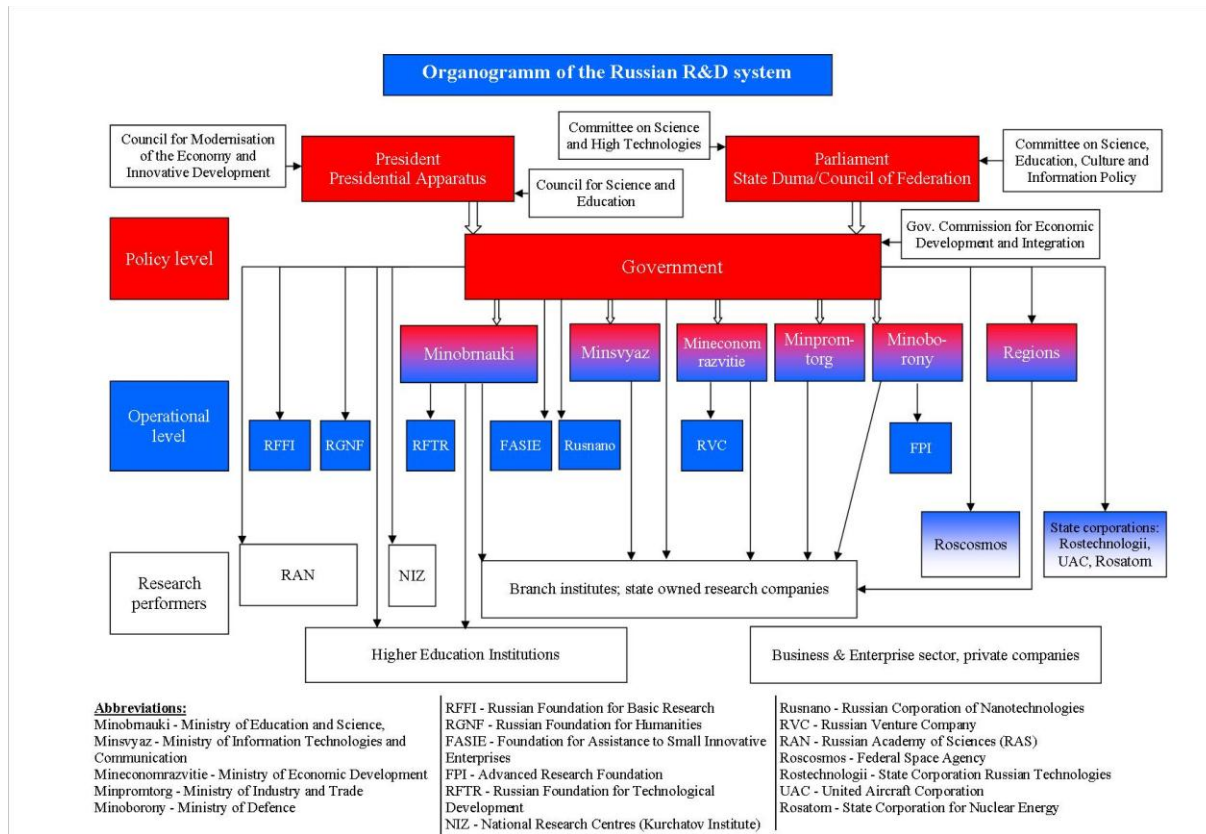 Organogramm of the Russian R&D system
Council for Modernisation
of the Economy and
Innovative Development
President
Presidential Apparatus
Council for Science and
Education
Committee on Science
and High Technologies
Parliament
State Duma/Council of Federation
Committee on Science,
Education, Culture and
Information Policy
Gov. Commission for Economic
Development and Integration
Policy level
Government
Minobrnauki
Minsvyaz
Mineconom
razvitie
Minprom-
torg
Minobo-
rony
Regions
Operational
level
RFFI
RGNF
RFTR
FASIE
Rusnano
RVC
FPI
Roscosmos
State corporations:
Rostechnologii,
UAC, Rosatom
Research
performers
RAN
NIZ
Branch institutes; state owned research companies
Higher Education Institutions
Business & Enterprise sector, private companies
Abbreviations:
Minobrnauki - Ministry of Education and Science,
Minsvyaz - Ministry of Information Technologies and
Communication
Mineconomrazvitie - Ministry of Economic Development
Minpromtorg - Ministry of Industry and Trade
Minoborony - Ministry of Defence
RFFI - Russian Foundation for Basic Research
RGNF - Russian Foundation for Humanities
FASIE - Foundation for Assistance to Small Innovative
Enterprises
FPI - Advanced Research Foundation
RFTR - Russian Foundation for Technological
Development
NIZ - National Research Centres (Kurchatov Institute)
Rusnano - Russian Corporation of Nanotechnologies
RVC - Russian Venture Company
RAN - Russian Academy of Sciences (RAS)
Roscosmos - Federal Space Agency
Rostechnologii - State Corporation Russian Technologies
UAC - United Aircraft Corporation
Rosatom - State Corporation for Nuclear Energy